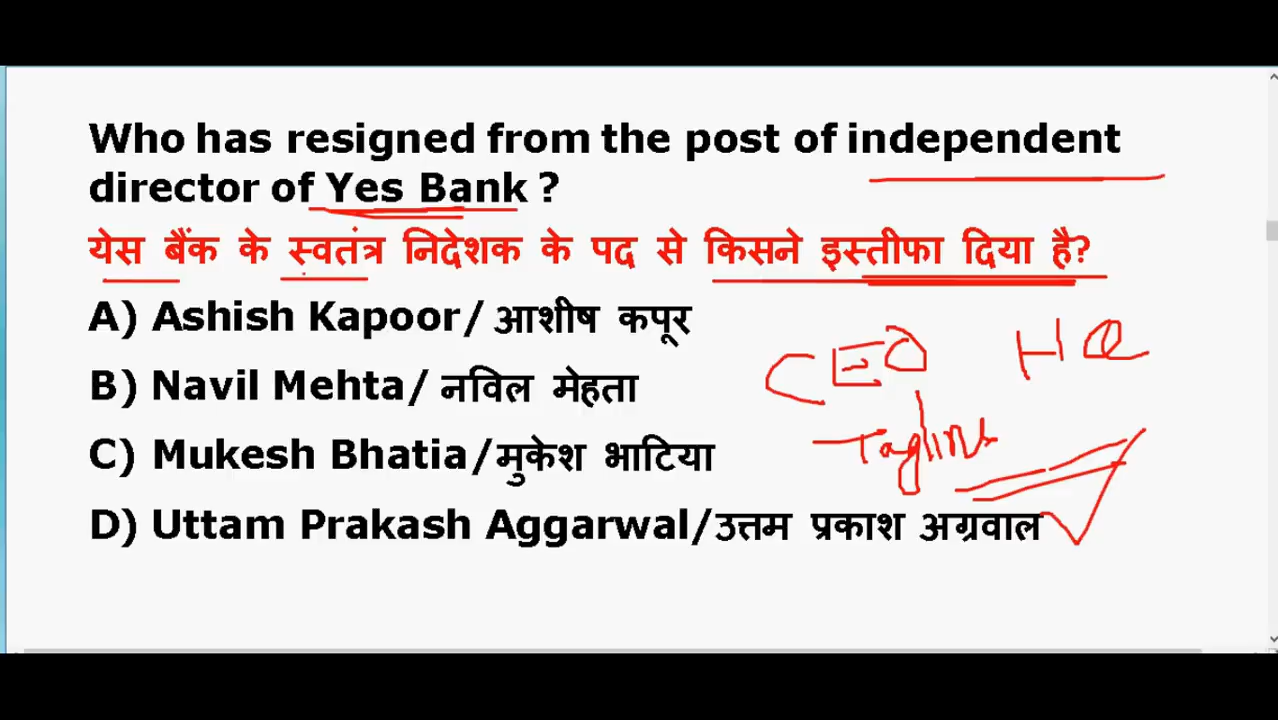 Who has resigned from the post of independent
director of Yes Bank ?
येस बैंक के स्वतंत्र निदेशक के पद से किसने इस्तीफा दिया है?
A) Ashish Kapoor/ आशीष कपूर
CEO HQ
B) Navil Mehta/ नविल मेहता
Tagline
C) Mukesh Bhatia/मुकेश भाटिया
D) Uttam Prakash Aggarwal/उत्तम प्रकाश अग्रवाल